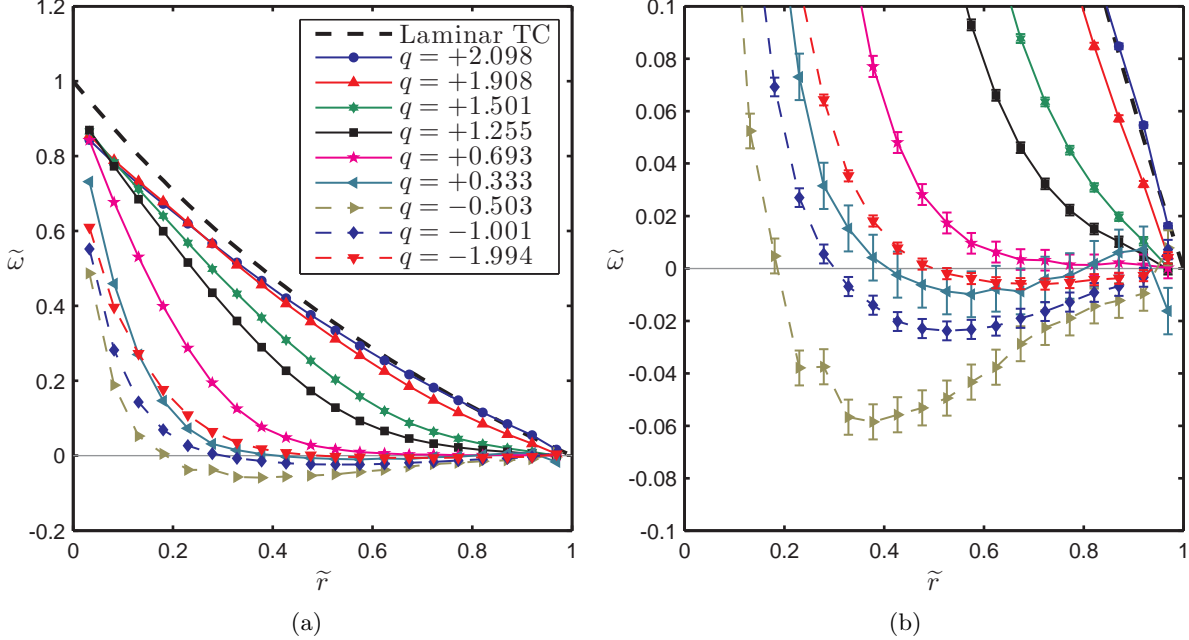 1.2
1
0.8
0.6
0.4
0.2
0
-0.2
ω̃
0
0.2
0.4
0.6
0.8
1
r̃
Laminar TC
q = +2.098
q = +1.908
q = +1.501
q = +1.255
q = +0.693
q = +0.333
q = −0.503
q = −1.001
q = −1.994
(a)
0.1
0.08
0.06
0.04
0.02
0
-0.02
-0.04
-0.06
-0.08
-0.1
ω̃
0
0.2
0.4
0.6
0.8
1
r̃
(b)